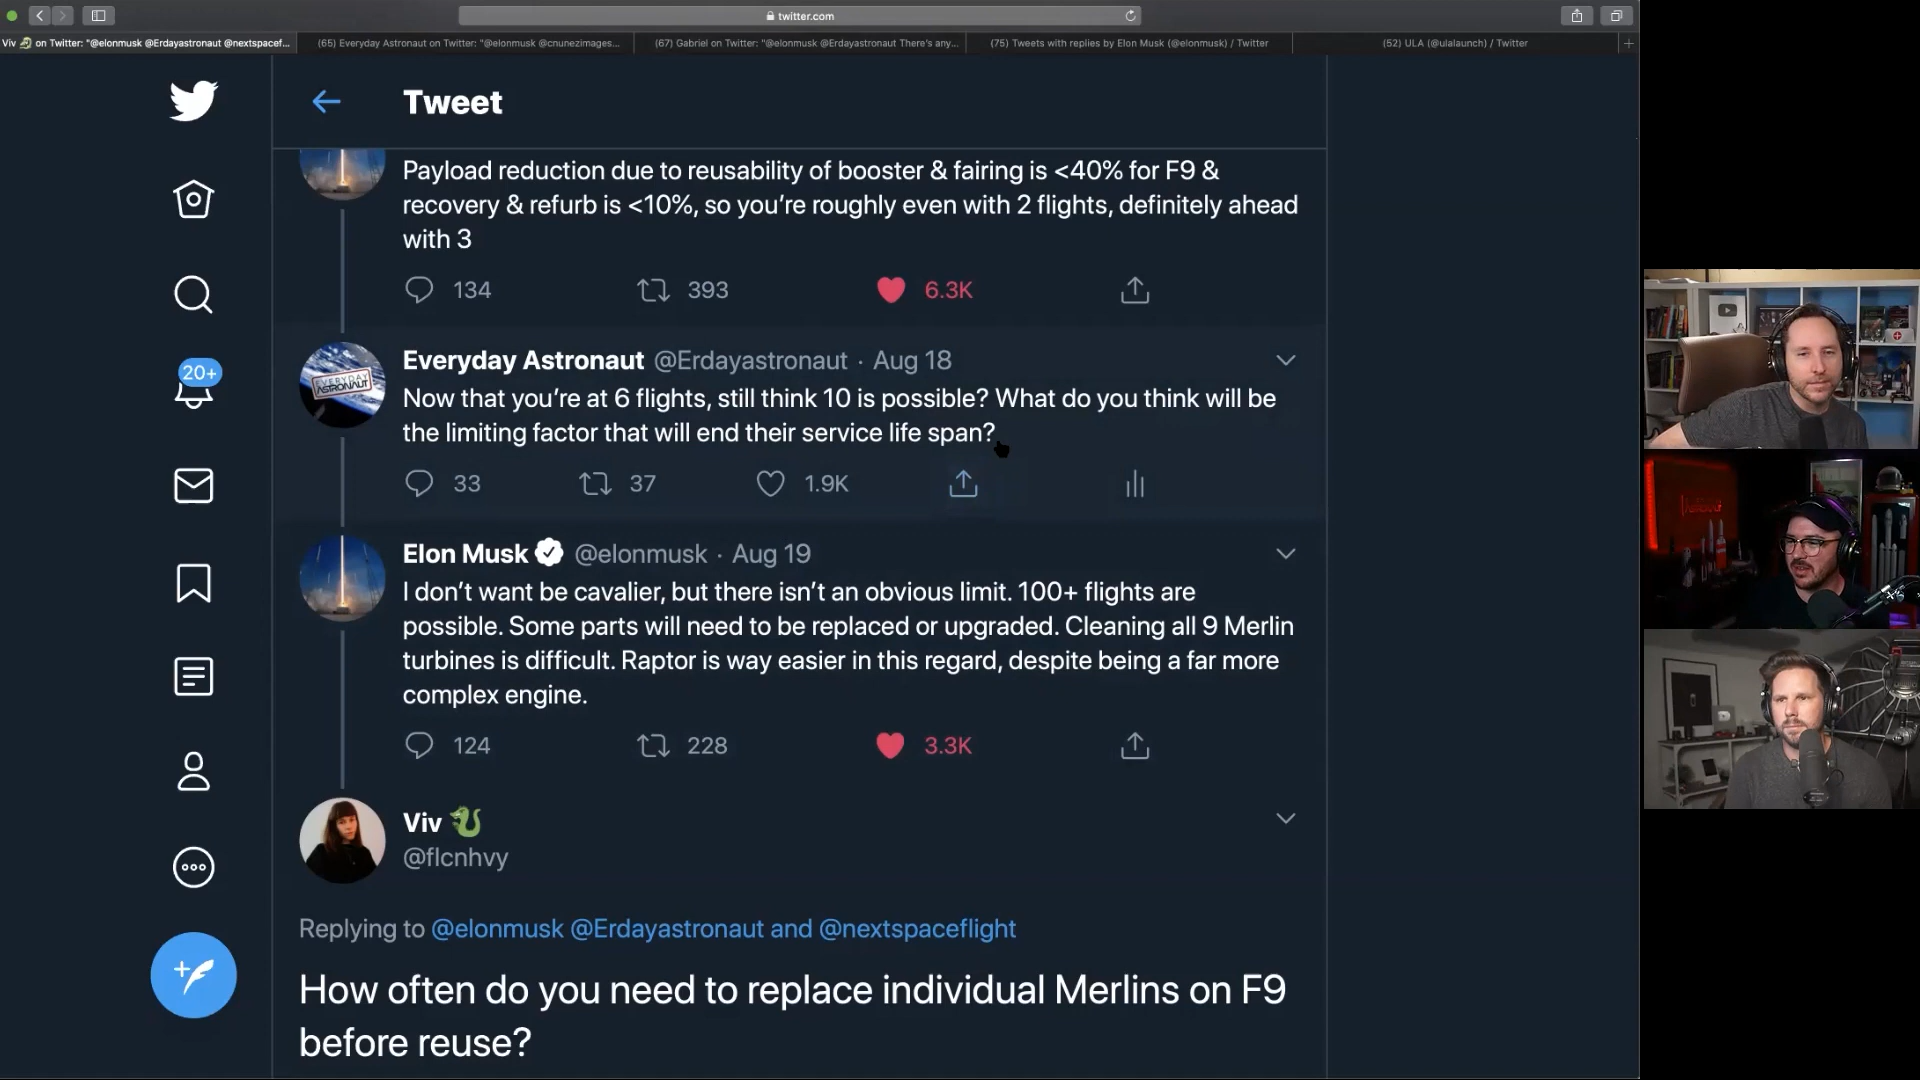 twitter.com
Viv 🐉 on Twitter: "@elonmusk @Erdayastronaut @nextspacef...
(65) Everyday Astronaut on Twitter: "@elonmusk @cnunezimages...
(67) Gabriel on Twitter: "@elonmusk @Erdayastronaut There's any...
(75) Tweets with replies by Elon Musk (@elonmusk) / Twitter
(52) ULA (@ulalaunch) / Twitter
Tweet
Payload reduction due to reusability of booster & fairing is <40% for F9 &
recovery & refurb is <10%, so you're roughly even with 2 flights, definitely ahead
with 3
134 393 6.3K
20+
EVERYDAY
ASTRONAUT
Everyday Astronaut @Erdayastronaut · Aug 18
Now that you're at 6 flights, still think 10 is possible? What do you think will be
the limiting factor that will end their service life span?
33 37 1.9K
Elon Musk @elonmusk · Aug 19
I don't want be cavalier, but there isn't an obvious limit. 100+ flights are
possible. Some parts will need to be replaced or upgraded. Cleaning all 9 Merlin
turbines is difficult. Raptor is way easier in this regard, despite being a far more
complex engine.
124 228 3.3K
Viv 🐉
@flcnhvy
Replying to @elonmusk @Erdayastronaut and @nextspaceflight
How often do you need to replace individual Merlins on F9
before reuse?